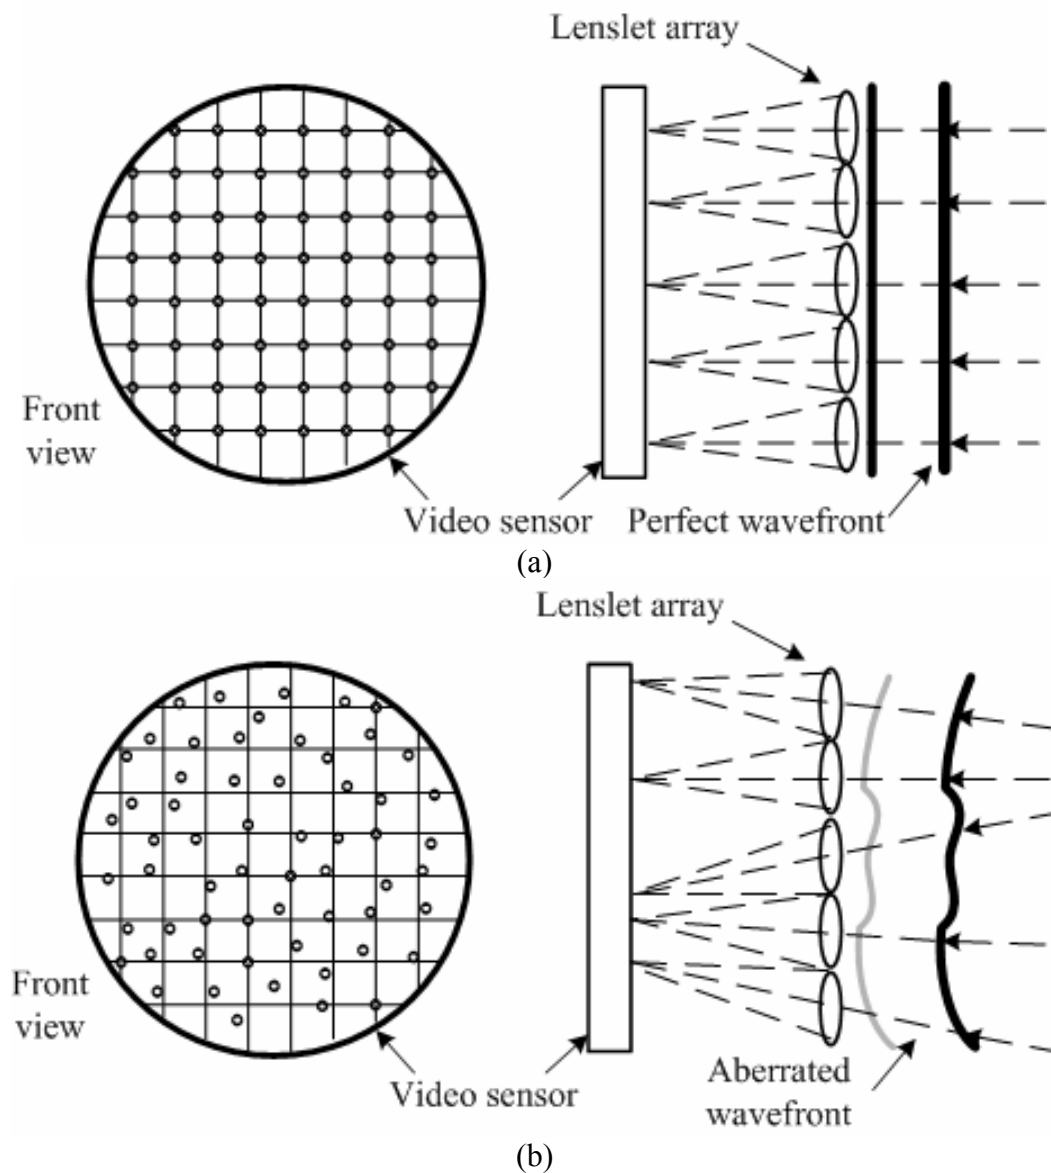 Lenslet array
Front
view
Video sensor
Perfect wavefront
(a)
Lenslet array
Front
view
Video sensor
Aberrated
wavefront
(b)